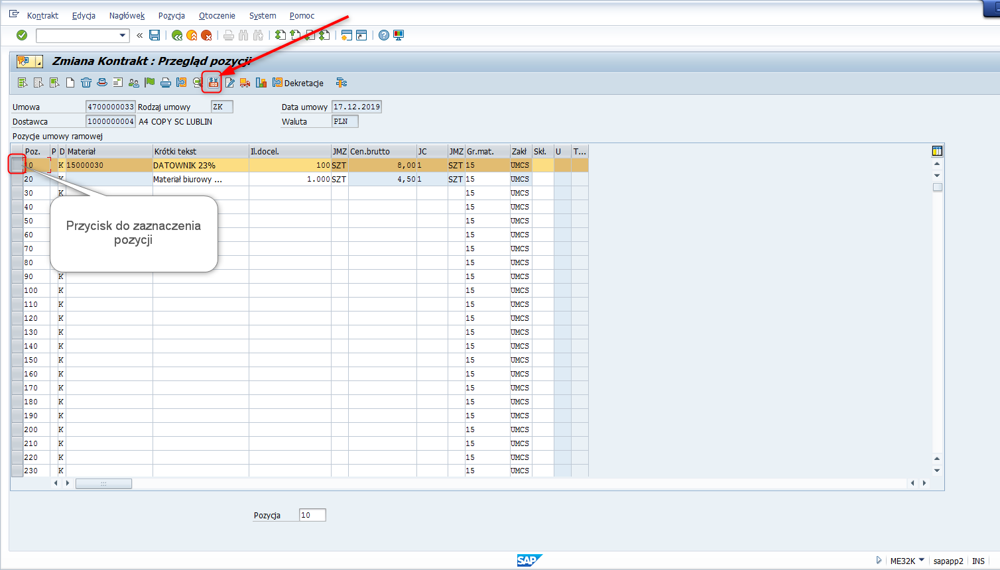 Kontrakt Edycja Nagłówek Pozycja Otoczenie System Pomoc
Zmiana Kontrakt : Przegląd pozycji
Dekretacje
Umowa 4700000033 Rodzaj umowy ZK Data umowy 17.12.2019
Dostawca 1000000004 A4 COPY SC LUBLIN Waluta PLN
Pozycje umowy ramowej
Poz. P D Materiał Krótki tekst Il.docel. JMZ Cen.brutto JC JMZ Gr.mat. Zakł Skł. U T...
10 K 15000030 DATOWNIK 23% 100 SZT 8,00 1 SZT 15 UMCS
20 K Materiał biurowy ... 1.000 SZT 4,50 1 SZT 15 UMCS
30 K 15 UMCS
40 15 UMCS
50 15 UMCS
60 15 UMCS
70 15 UMCS
80 15 UMCS
90 K 15 UMCS
100 K 15 UMCS
110 K 15 UMCS
120 K 15 UMCS
130 K 15 UMCS
140 K 15 UMCS
150 K 15 UMCS
160 K 15 UMCS
170 K 15 UMCS
180 K 15 UMCS
190 K 15 UMCS
200 K 15 UMCS
210 K 15 UMCS
220 K 15 UMCS
230 K 15 UMCS
Przycisk do zaznaczenia
pozycji
Pozycja 10
SAP ME32K sapapp2 INS